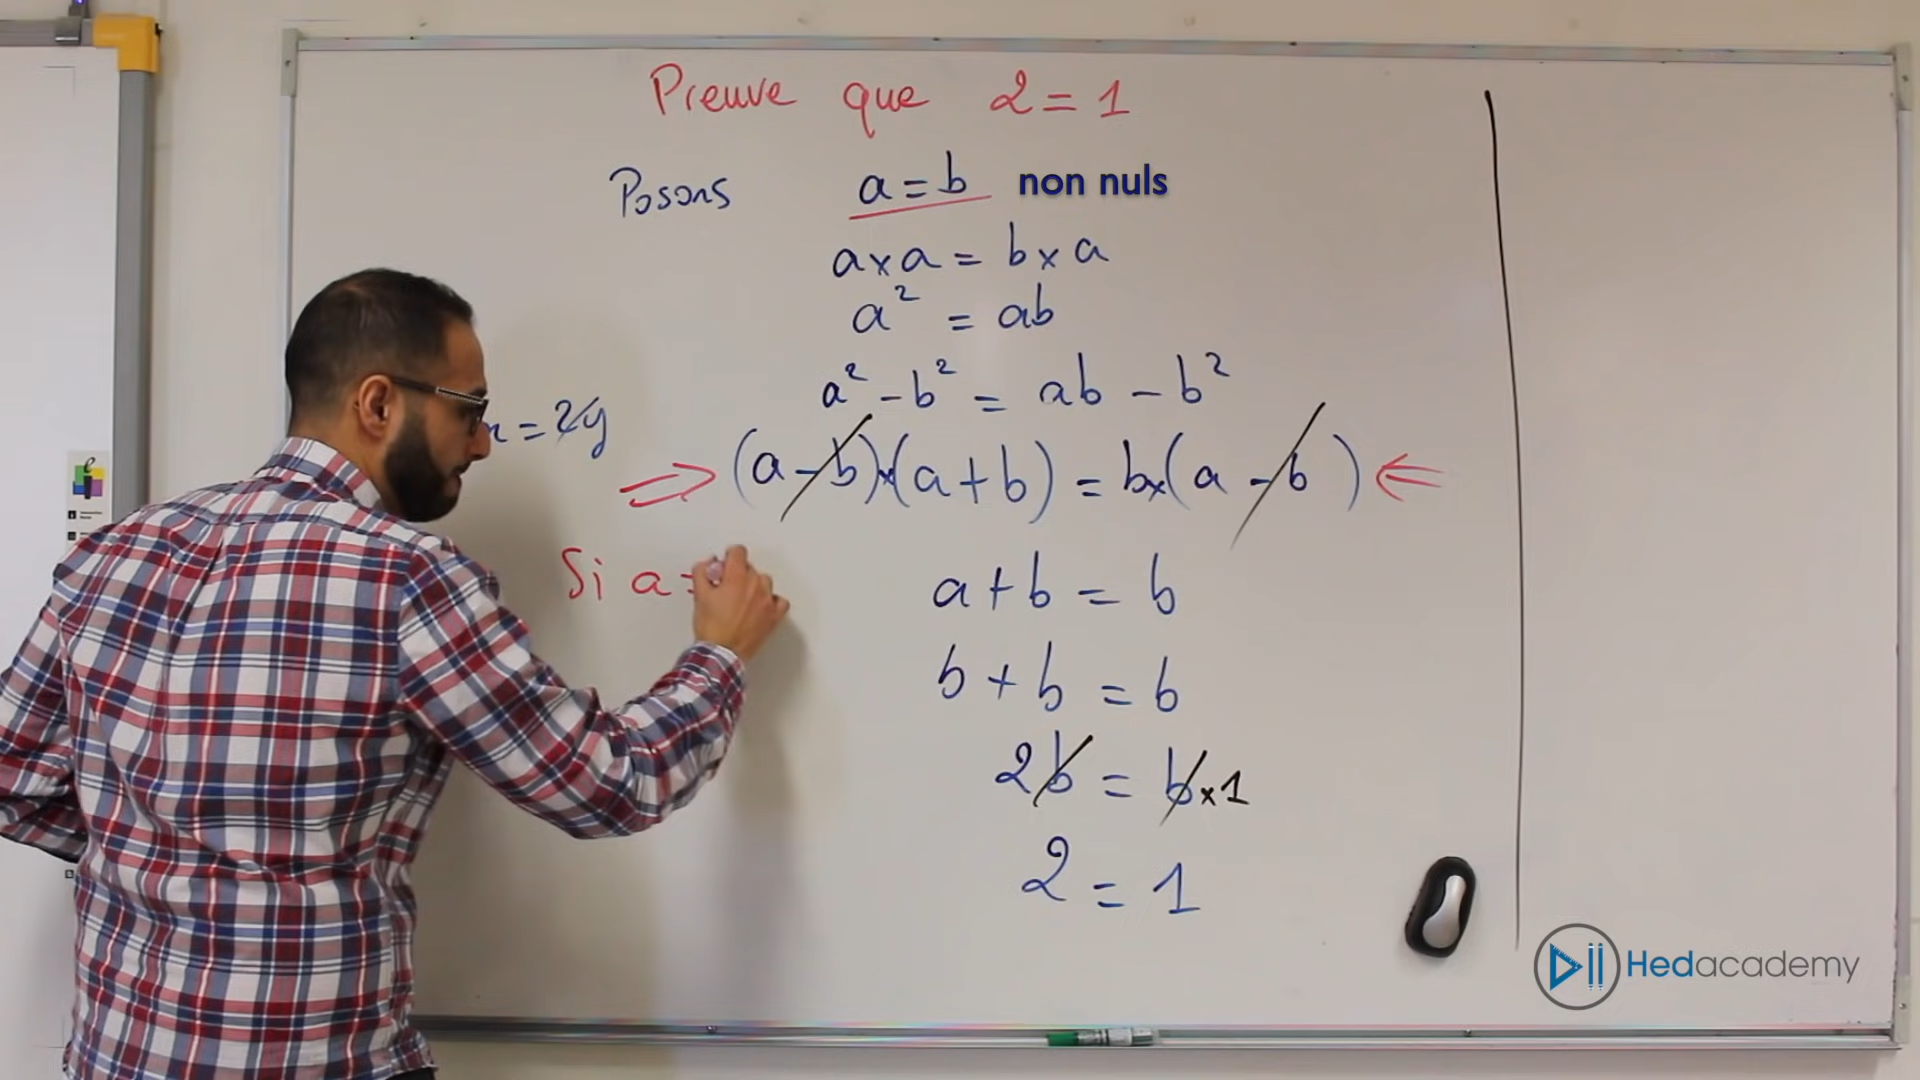 Preuve que 2 = 1
Posons a = b non nuls
a × a = b × a
a² = ab
a² - b² = ab - b²
= 2y
(a - b) × (a + b) = b × (a - b)
Si a =
a + b = b
b + b = b
2b = b × 1
2 = 1
Hedacademy